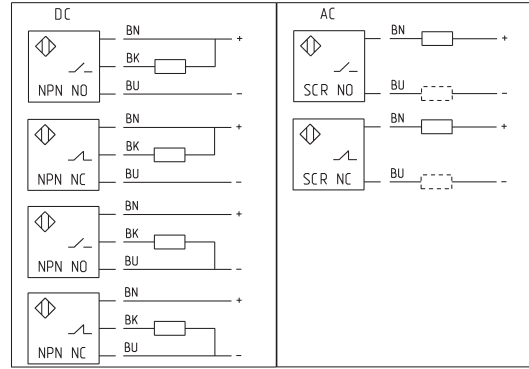 DC
BN
+
BK
NPN NO
BU
-
BN
+
BK
NPN NC
BU
-
BN
+
BK
NPN NO
BU
-
BN
+
BK
NPN NC
BU
-
AC
BN
+
SCR NO
BU
-
BN
+
SCR NC
BU
-